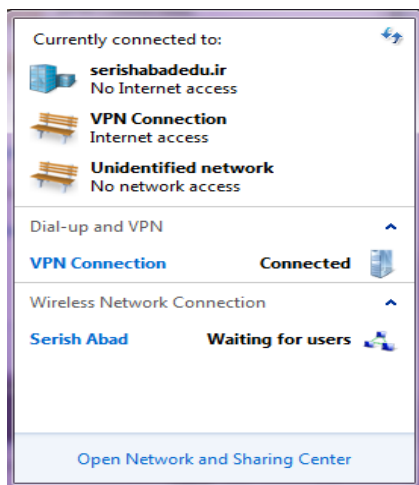 Currently connected to:
serishabadedu.ir
No Internet access
VPN Connection
Internet access
Unidentified network
No network access
Dial-up and VPN
VPN Connection Connected
Wireless Network Connection
Serish Abad Waiting for users
Open Network and Sharing Center